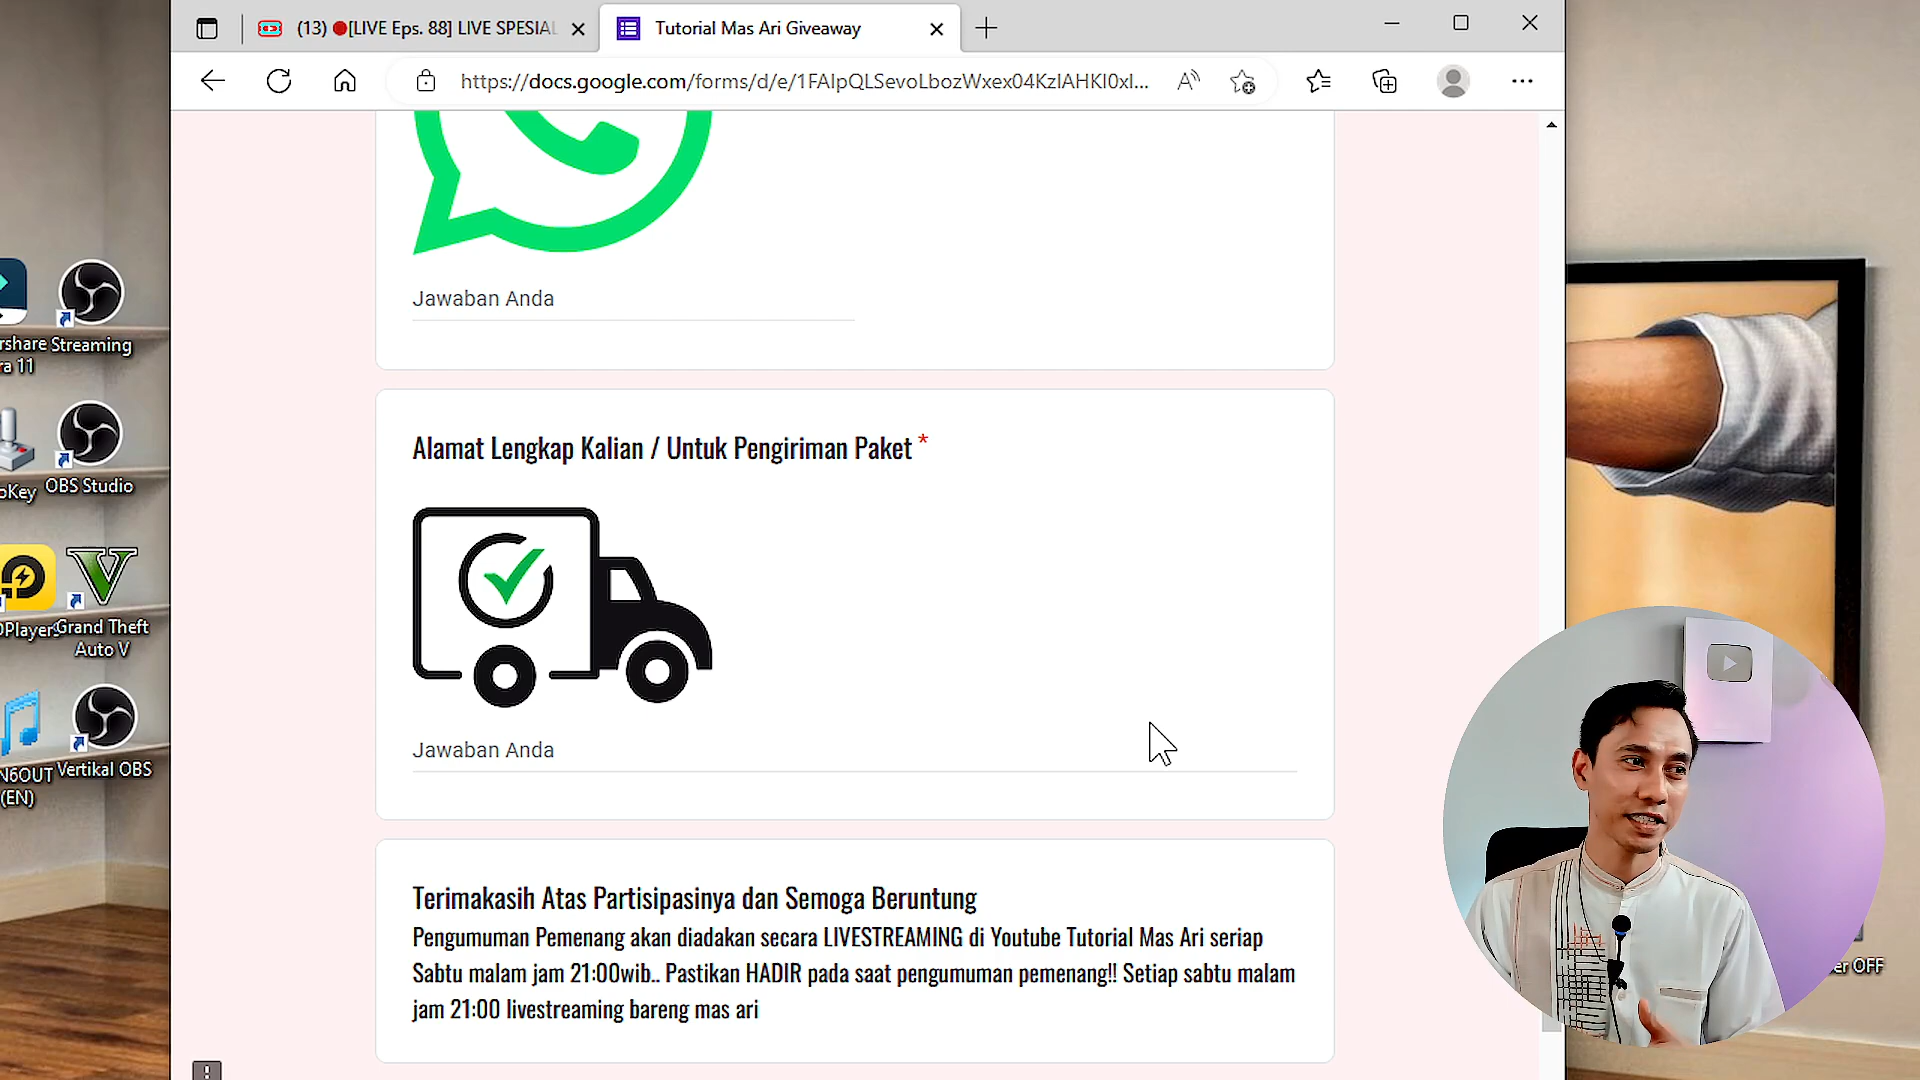 (13) [LIVE Eps. 88] LIVE SPESIAL
Tutorial Mas Ari Giveaway
https://docs.google.com/forms/d/e/1FAIpQLSevoLbozWxex04KzIAHKI0xI...
Jawaban Anda
Alamat Lengkap Kalian / Untuk Pengiriman Paket *
Jawaban Anda
Terimakasih Atas Partisipasinya dan Semoga Beruntung
Pengumuman Pemenang akan diadakan secara LIVESTREAMING di Youtube Tutorial Mas Ari seriap
Sabtu malam jam 21:00wib.. Pastikan HADIR pada saat pengumuman pemenang!! Setiap sabtu malam
jam 21:00 livestreaming bareng mas ari
rshare
ra 11
Streaming
oKey
OBS Studio
DPlayer
Grand Theft
Auto V
N6OUT
(EN)
Vertikal OBS
er OFF